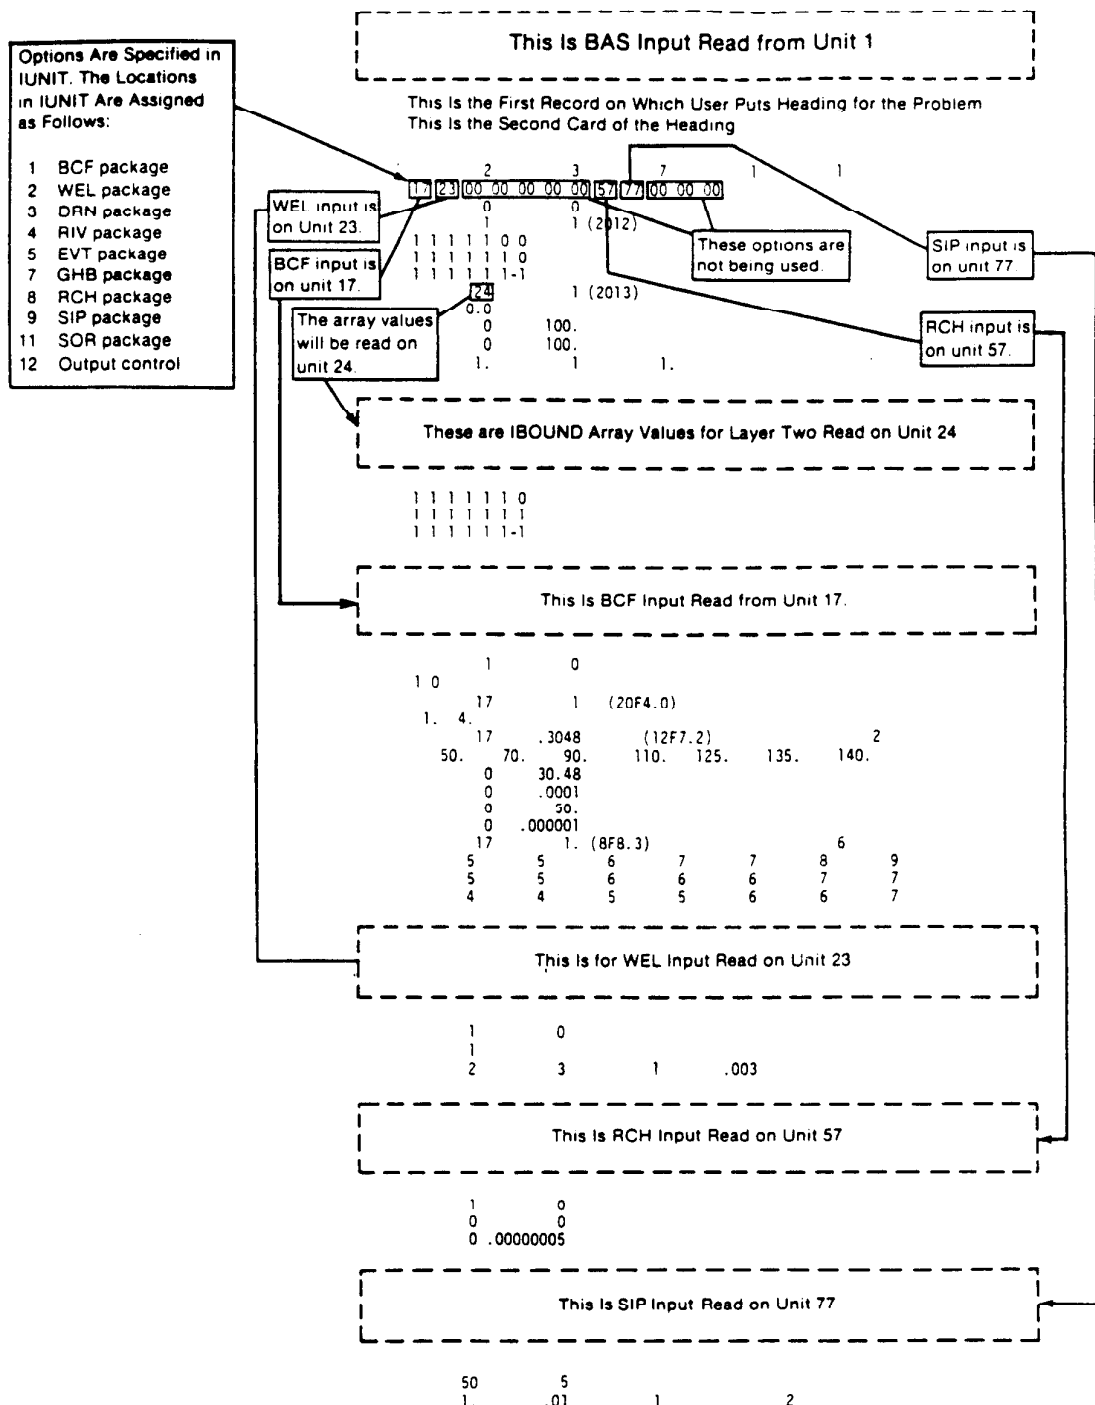 This Is BAS Input Read from Unit 1
Options Are Specified in
IUNIT. The Locations
in IUNIT Are Assigned
as Follows:
1 BCF package
2 WEL package
3 DRN package
4 RIV package
5 EVT package
7 GHB package
8 RCH package
9 SIP package
11 SOR package
12 Output control
This Is the First Record on Which User Puts Heading for the Problem
This Is the Second Card of the Heading
2 3 7 1 1
17 23 00 00 00 00 00 57 77 00 00 00
0 0
1 1 (2012)
1 1 1 1 1 0 0
1 1 1 1 1 1 0
1 1 1 1 1 1-1
24 1 (2013)
0.0
0 100.
0 100.
1. 1 1.
WEL input is
on Unit 23.
BCF input is
on unit 17.
The array values
will be read on
unit 24.
These options are
not being used.
SIP input is
on unit 77.
RCH input is
on unit 57.
These are IBOUND Array Values for Layer Two Read on Unit 24
1 1 1 1 1 1 0
1 1 1 1 1 1 1
1 1 1 1 1 1-1
This Is BCF Input Read from Unit 17.
1 0
1 0
17 1 (20F4.0)
1. 4.
17 .3048 (12F7.2) 2
50. 70. 90. 110. 125. 135. 140.
0 30.48
0 .0001
0 50.
0 .000001
17 1. (8F8.3) 6
5 5 6 7 7 8 9
5 5 6 6 6 7 7
4 4 5 5 6 6 7
This Is for WEL Input Read on Unit 23
1 0
1
2 3 1 .003
This Is RCH Input Read on Unit 57
1 0
0 0
0 .00000005
This Is SIP Input Read on Unit 77
50 5
1. .01 1 2